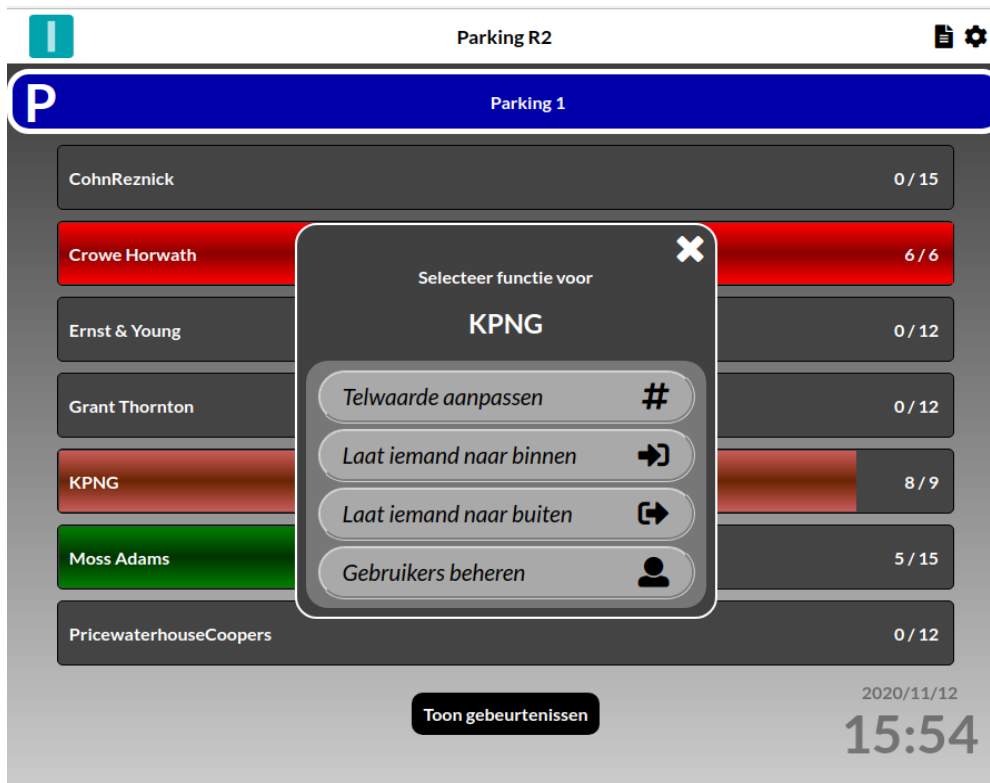 Parking R2
P
Parking 1
CohnReznick 0 / 15
Crowe Horwath 6 / 6
Ernst & Young 0 / 12
Grant Thornton 0 / 12
KPNG 8 / 9
Moss Adams 5 / 15
PricewaterhouseCoopers 0 / 12
Selecteer functie voor
KPNG
Telwaarde aanpassen #
Laat iemand naar binnen
Laat iemand naar buiten
Gebruikers beheren
Toon gebeurtenissen
2020/11/12
15:54